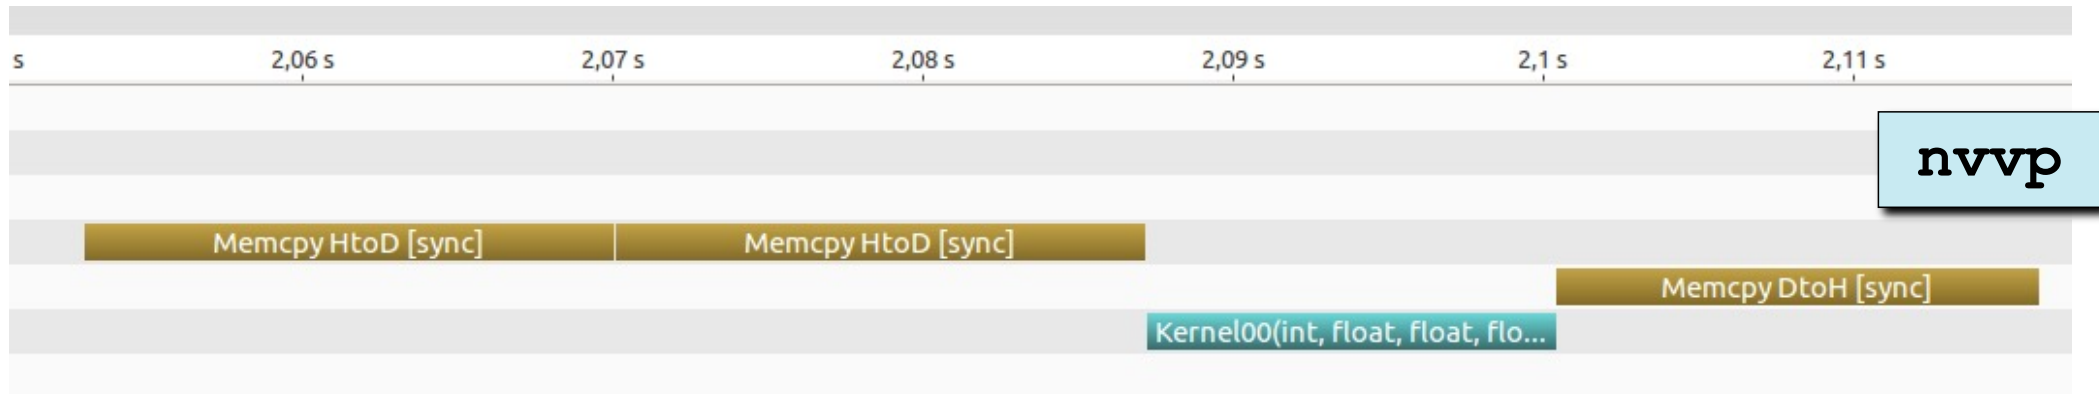 s 2,06 s 2,07 s 2,08 s 2,09 s 2,1 s 2,11 s
nvvp
Memcpy HtoD [sync] Memcpy HtoD [sync]
Memcpy DtoH [sync]
Kernel00(int, float, float, flo...